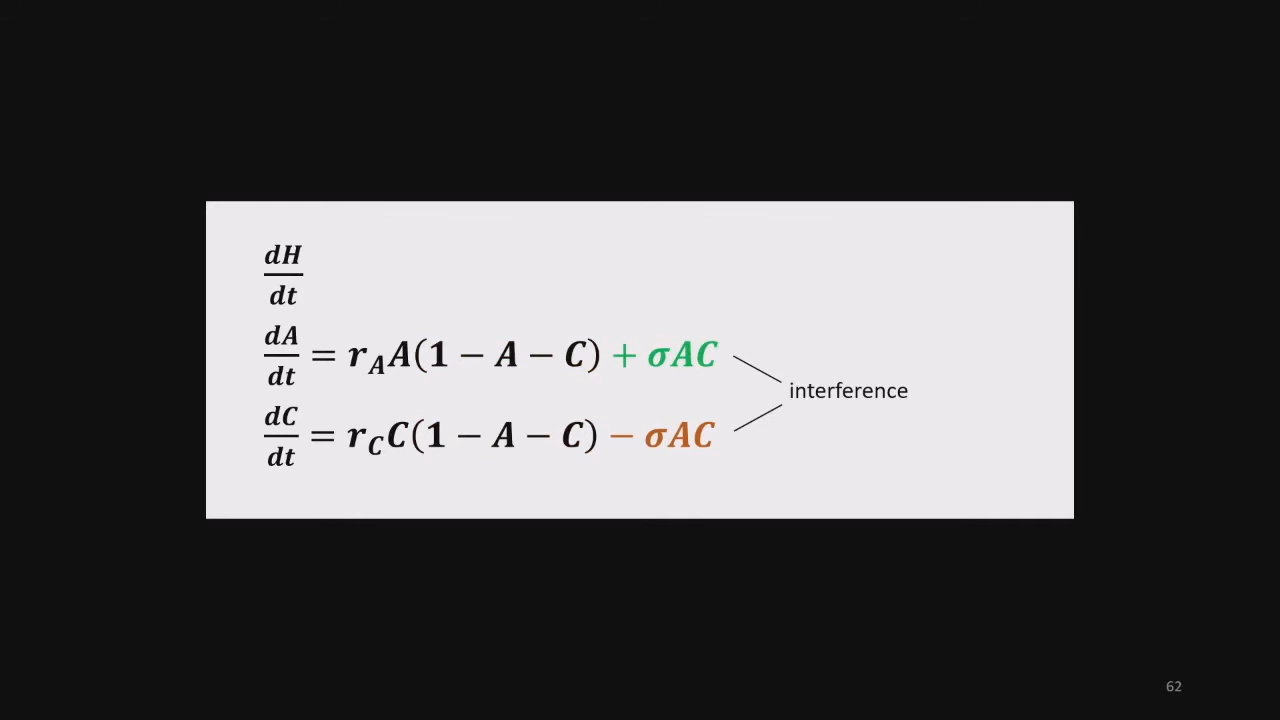 dH/dt
dA/dt = r_A A(1 − A − C) + σAC
interference
dC/dt = r_C C(1 − A − C) − σAC
62